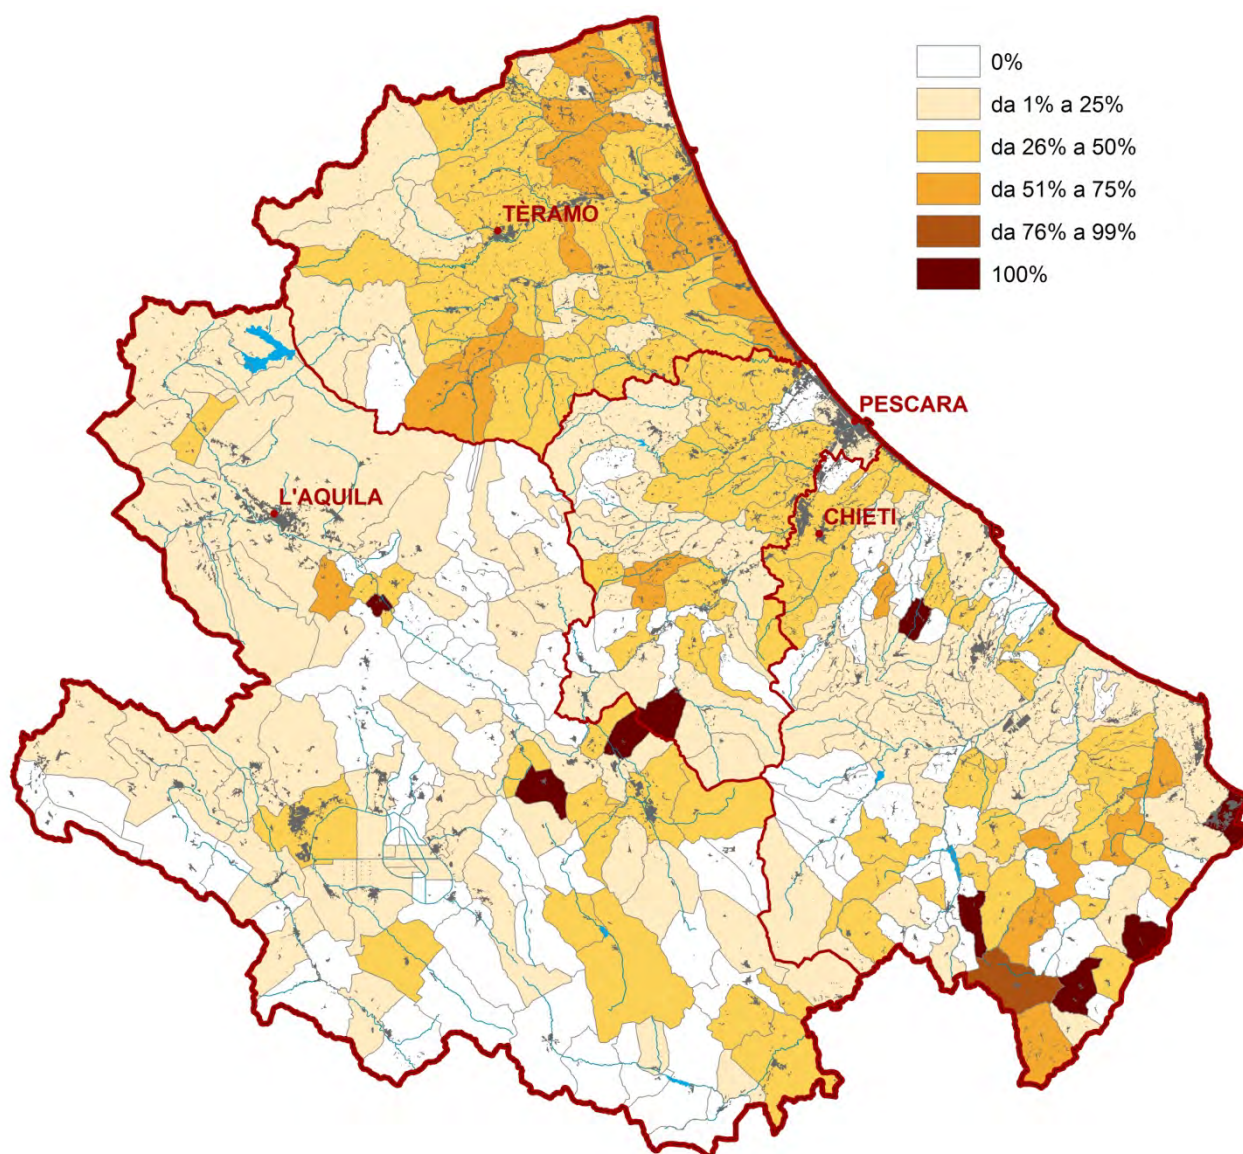 0%
da 1% a 25%
da 26% a 50%
da 51% a 75%
da 76% a 99%
100%
TÈRAMO
PESCARA
L'AQUILA
CHIETI